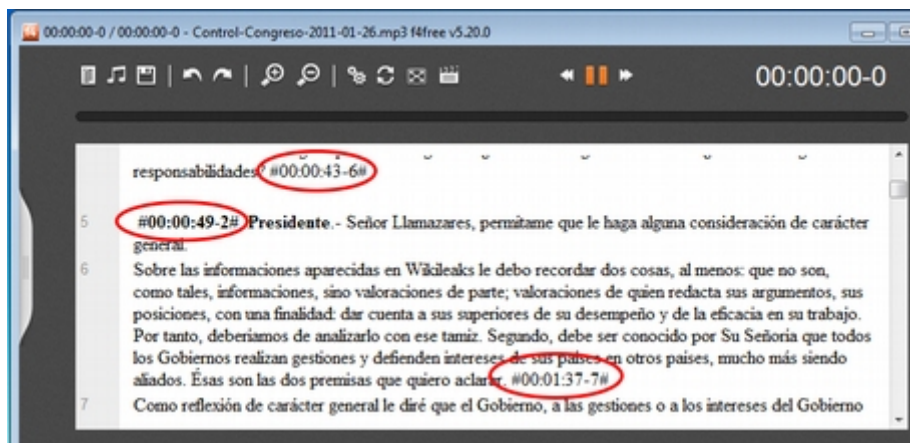 00:00:00-0 / 00:00:00-0 - Control-Congreso-2011-01-26.mp3 f4free v5.20.0
00:00:00-0
responsabilidades? #00:00:43-6#
5 #00:00:49-2# Presidente.- Señor Llamazares, permítame que le haga alguna consideración de carácter
general.
6 Sobre las informaciones aparecidas en Wikileaks le debo recordar dos cosas, al menos: que no son,
como tales, informaciones, sino valoraciones de parte; valoraciones de quien redacta sus argumentos, sus
posiciones, con una finalidad: dar cuenta a sus superiores de su desempeño y de la eficacia en su trabajo.
Por tanto, deberiamos de analizarlo con ese tamiz. Segundo, debe ser conocido por Su Señoria que todos
los Gobiernos realizan gestiones y defienden intereses de sus paises en otros paises, mucho más siendo
aliados. Ésas son las dos premisas que quiero aclarar. #00:01:37-7#
7 Como reflexión de carácter general le diré que el Gobierno, a las gestiones o a los intereses del Gobierno